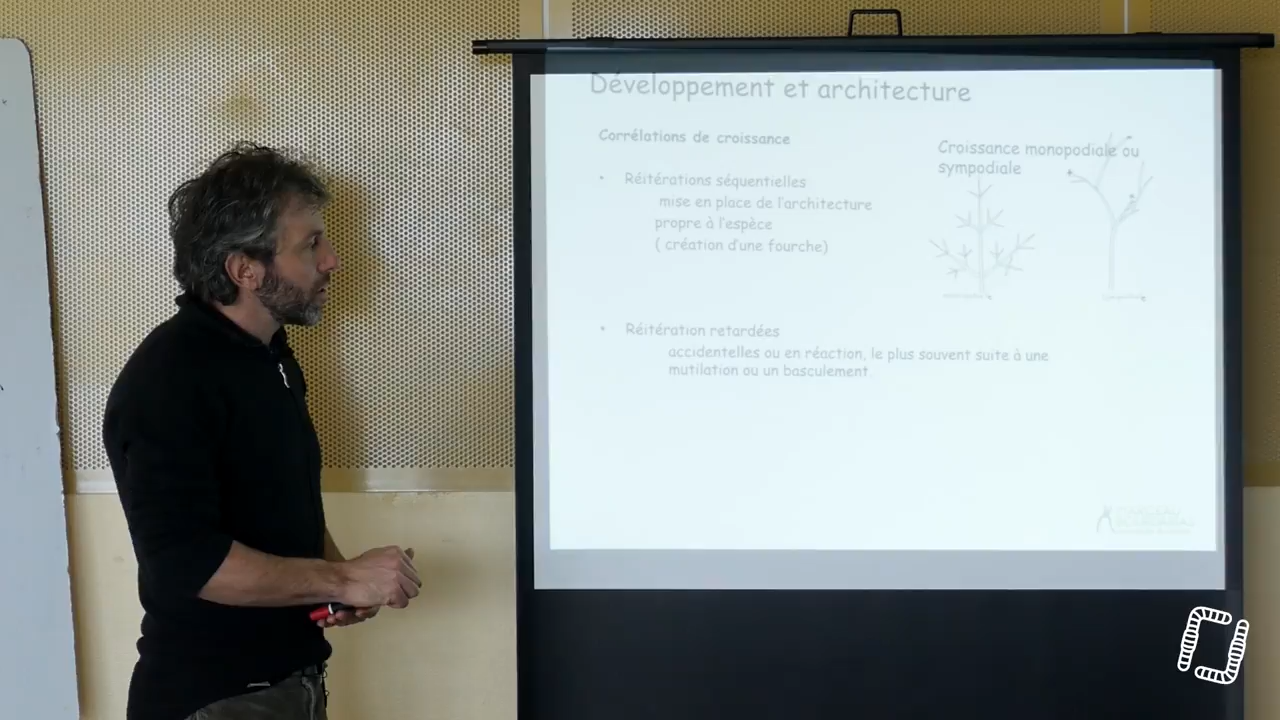 Développement et architecture
Corrélations de croissance
• Réitérations séquentielles
mise en place de l'architecture
propre à l'espèce
( création d'une fourche)
Croissance monopodiale ou
sympodiale
• Réitération retardées
accidentelles ou en réaction, le plus souvent suite à une
mutilation ou un basculement.